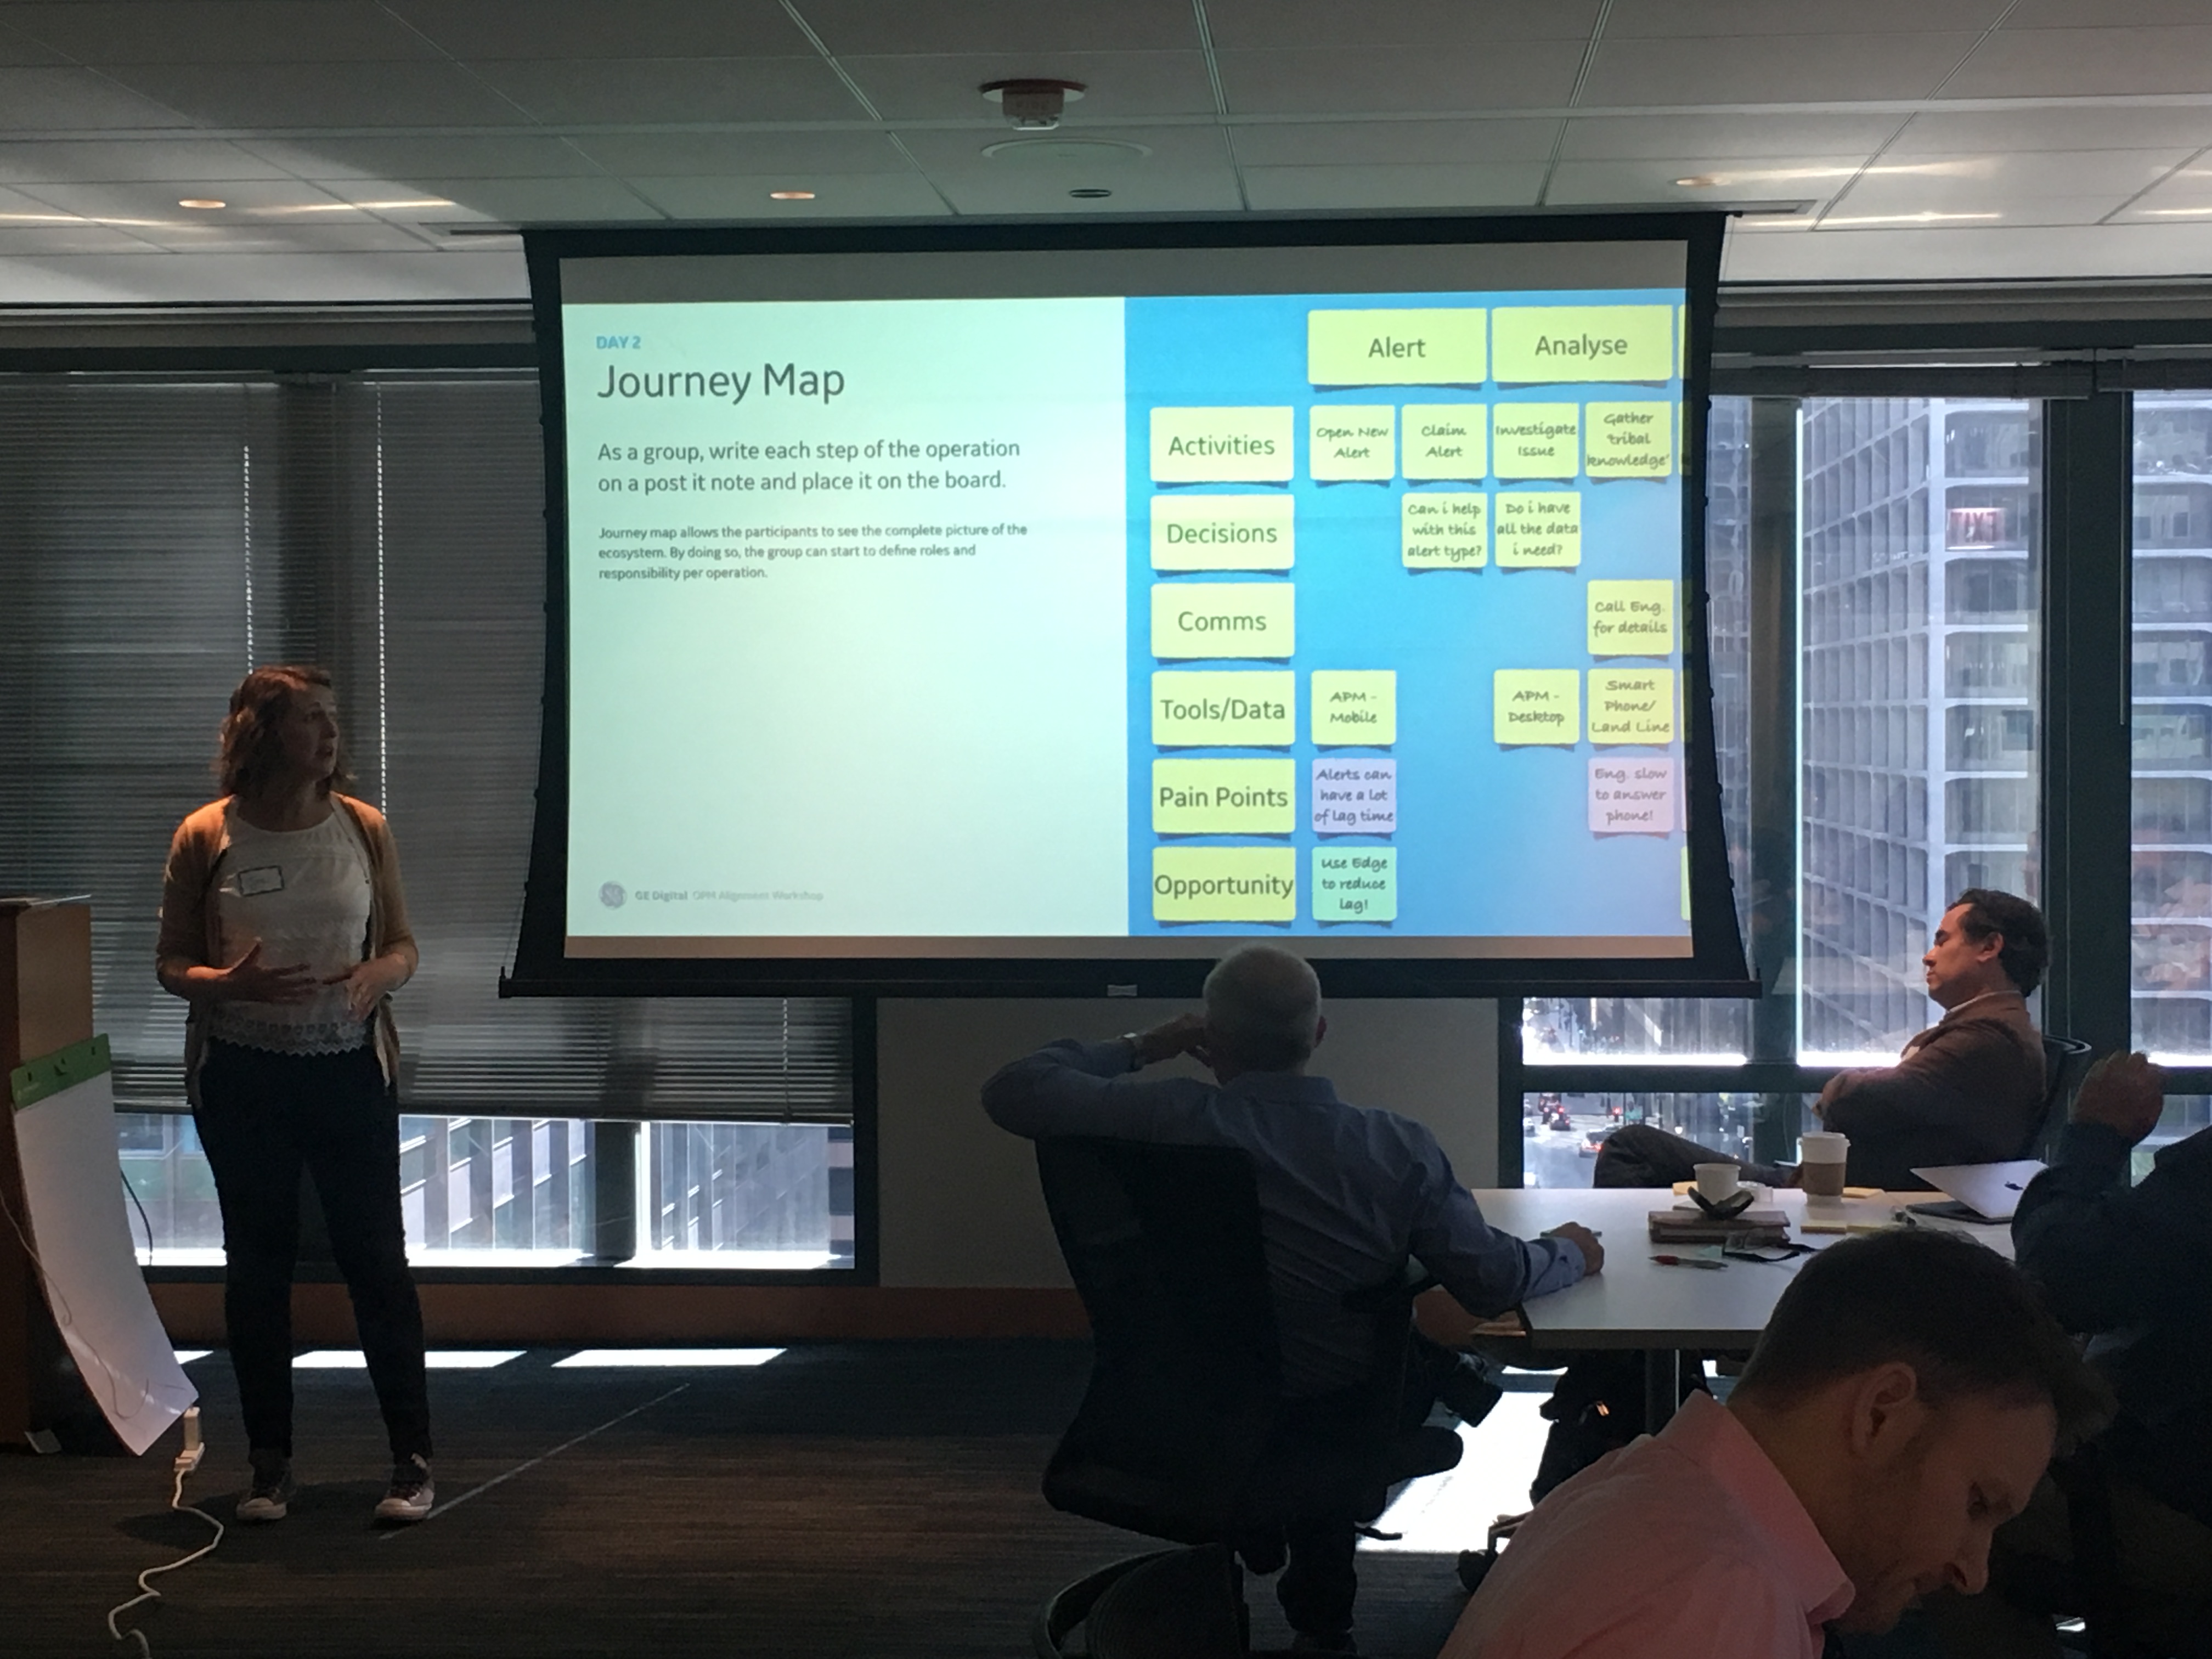 DAY 2
Journey Map
As a group, write each step of the operation
on a post it note and place it on the board.
Journey map allows the participants to see the complete picture of the
ecosystem. By doing so, the group can start to define roles and
responsibility per operation.
GE Digital OPM Alignment Workshop
Alert
Analyse
Activities
Open New
Alert
Claim
Alert
Investigate
Issue
Gather
tribal
knowledge'
Decisions
Can i help
with this
alert type?
Do i have
all the data
i need?
Comms
Call Eng.
for details
Tools/Data
APM -
Mobile
APM -
Desktop
Smart
Phone/
Land Line
Pain Points
Alerts can
have a lot
of lag time
Eng. slow
to answer
phone!
Opportunity
Use Edge
to reduce
lag!
EXIT